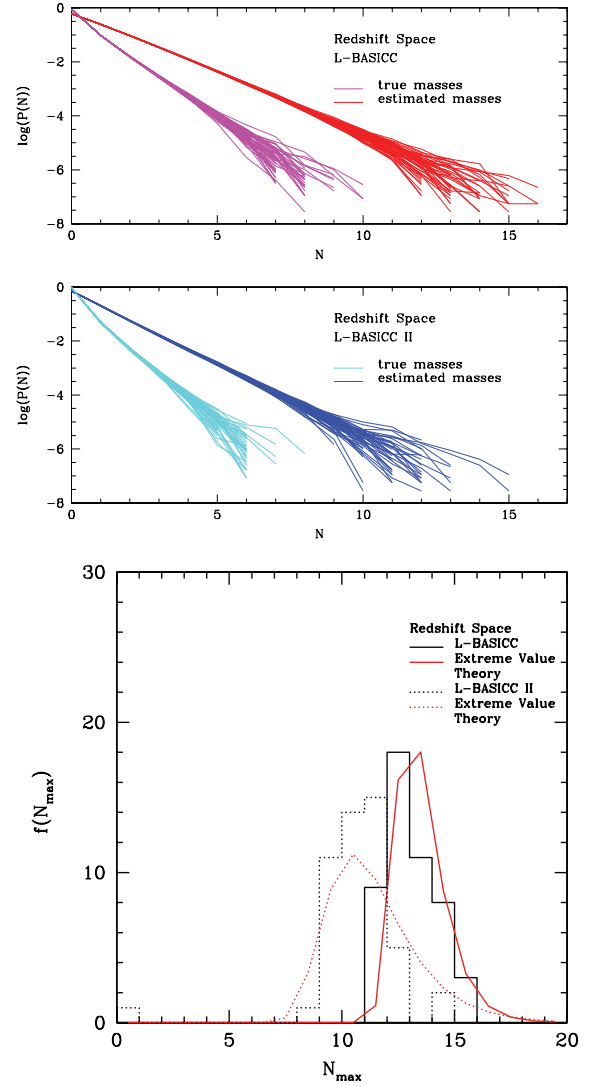 0
-2
-4
-6
-8
log(P(N))
Redshift Space
L-BASICC
true masses
estimated masses
0
5
10
15
N
0
-2
-4
-6
-8
log(P(N))
Redshift Space
L-BASICC II
true masses
estimated masses
0
5
10
15
N
30
20
10
0
f(Nmax)
Redshift Space
L-BASICC
Extreme Value
Theory
L-BASICC II
Extreme Value
Theory
0
5
10
15
20
Nmax